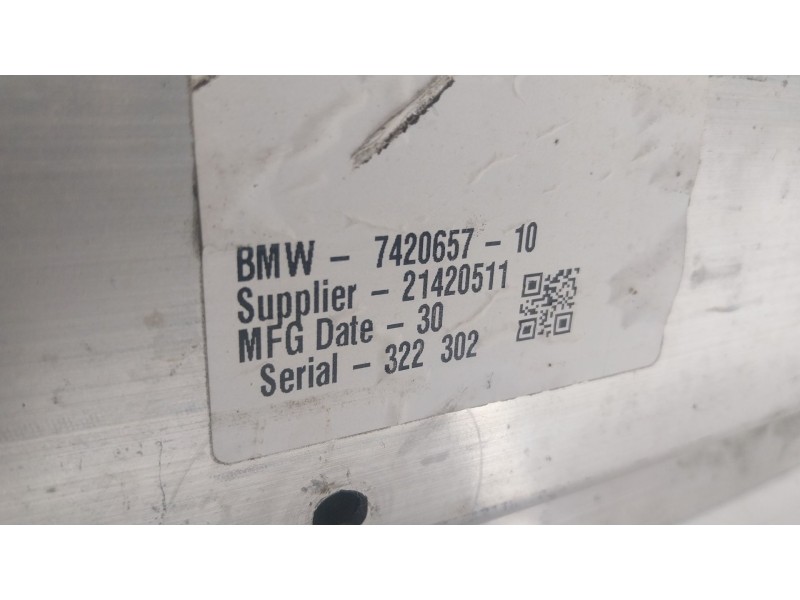 BMW - 7420657 - 10
Supplier - 21420511
MFG Date - 30
Serial - 322 302